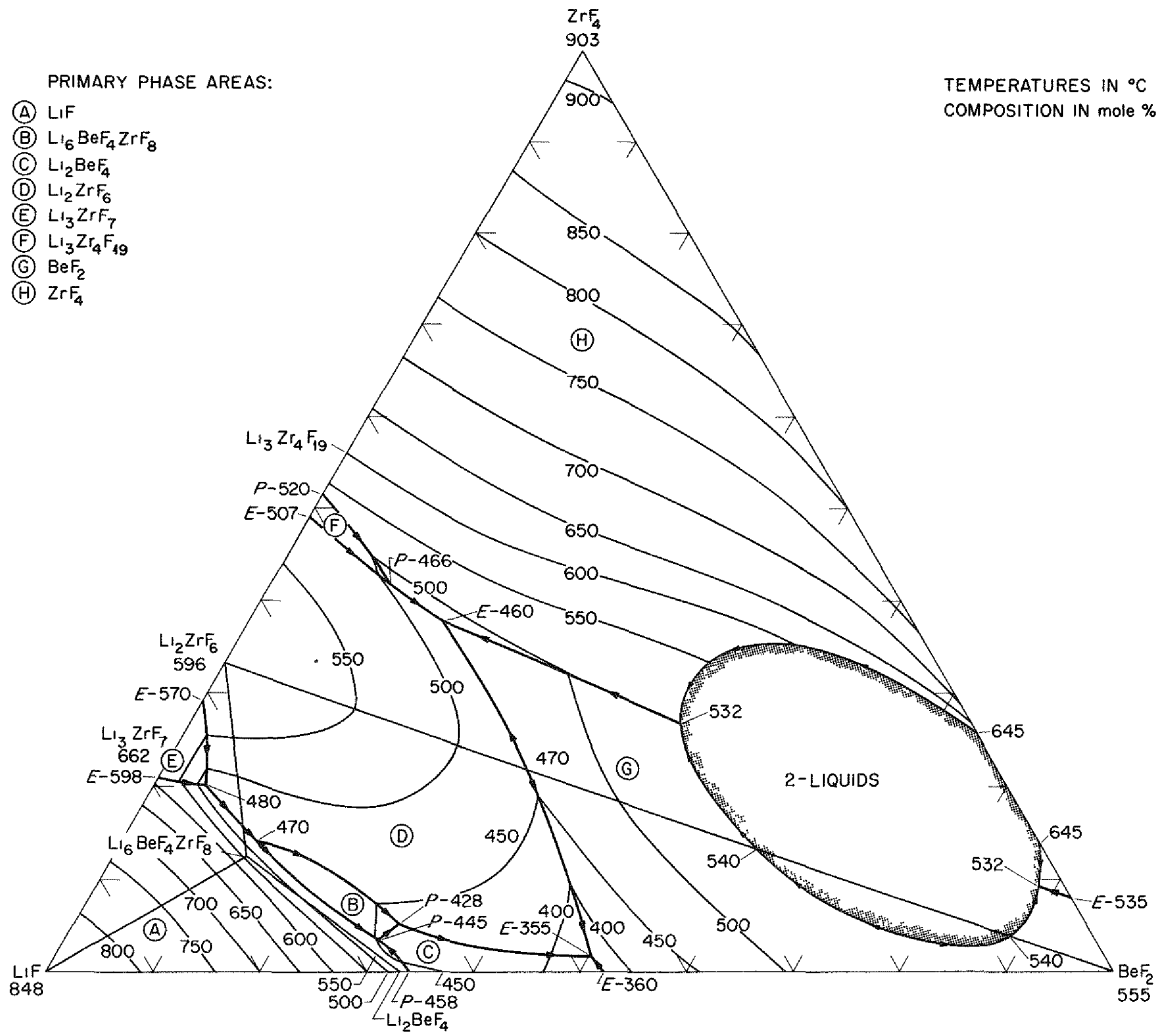 ZrF4
903
PRIMARY PHASE AREAS:
A LiF
B Li6BeF4ZrF8
C Li2BeF4
D Li2ZrF6
E Li3ZrF7
F Li3Zr4F19
G BeF2
H ZrF4
TEMPERATURES IN °C
COMPOSITION IN mole %
900
850
800
H
750
700
650
600
550
Li3Zr4F19
P-520
E-507
F
P-466
500
E-460
Li2ZrF6
596
E-570
550
500
532
645
Li3ZrF7
662
E
E-598
470
G
2-LIQUIDS
480
470
D
450
645
Li6BeF4ZrF8
540
532
E-535
B
P-428
P-445
E-355
400
400
500
700
650
600
A
C
450
800
750
540
LiF
848
550
500
450
P-458
Li2BeF4
E-360
BeF2
555